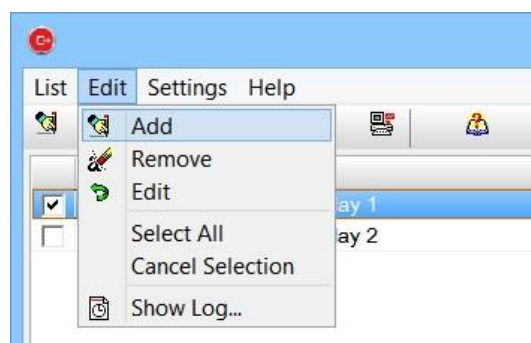 List Edit Settings Help
Add
Remove
Edit
ay 1
Select All
ay 2
Cancel Selection
Show Log...